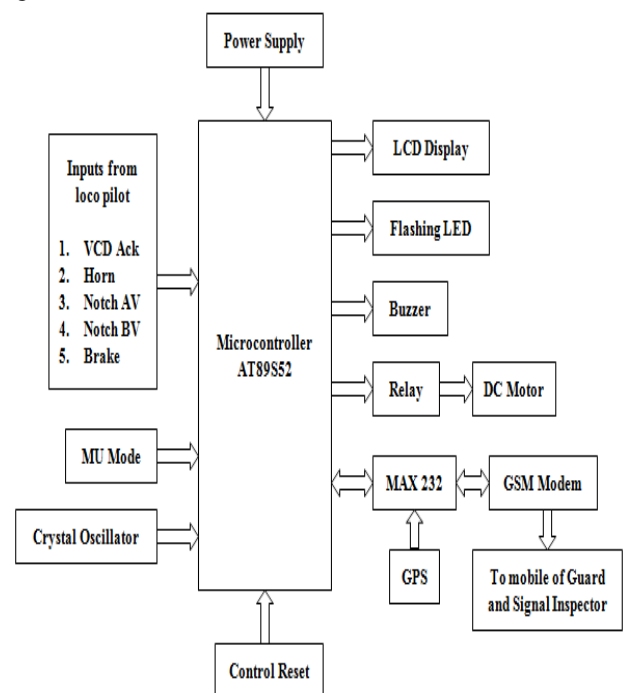 Power Supply
Inputs from
loco pilot
1. VCD Ack
2. Horn
3. Notch AV
4. Notch BV
5. Brake
MU Mode
Crystal Oscillator
Microcontroller
AT89S52
LCD Display
Flashing LED
Buzzer
Relay
DC Motor
MAX 232
GSM Modem
GPS
To mobile of Guard
and Signal Inspector
Control Reset